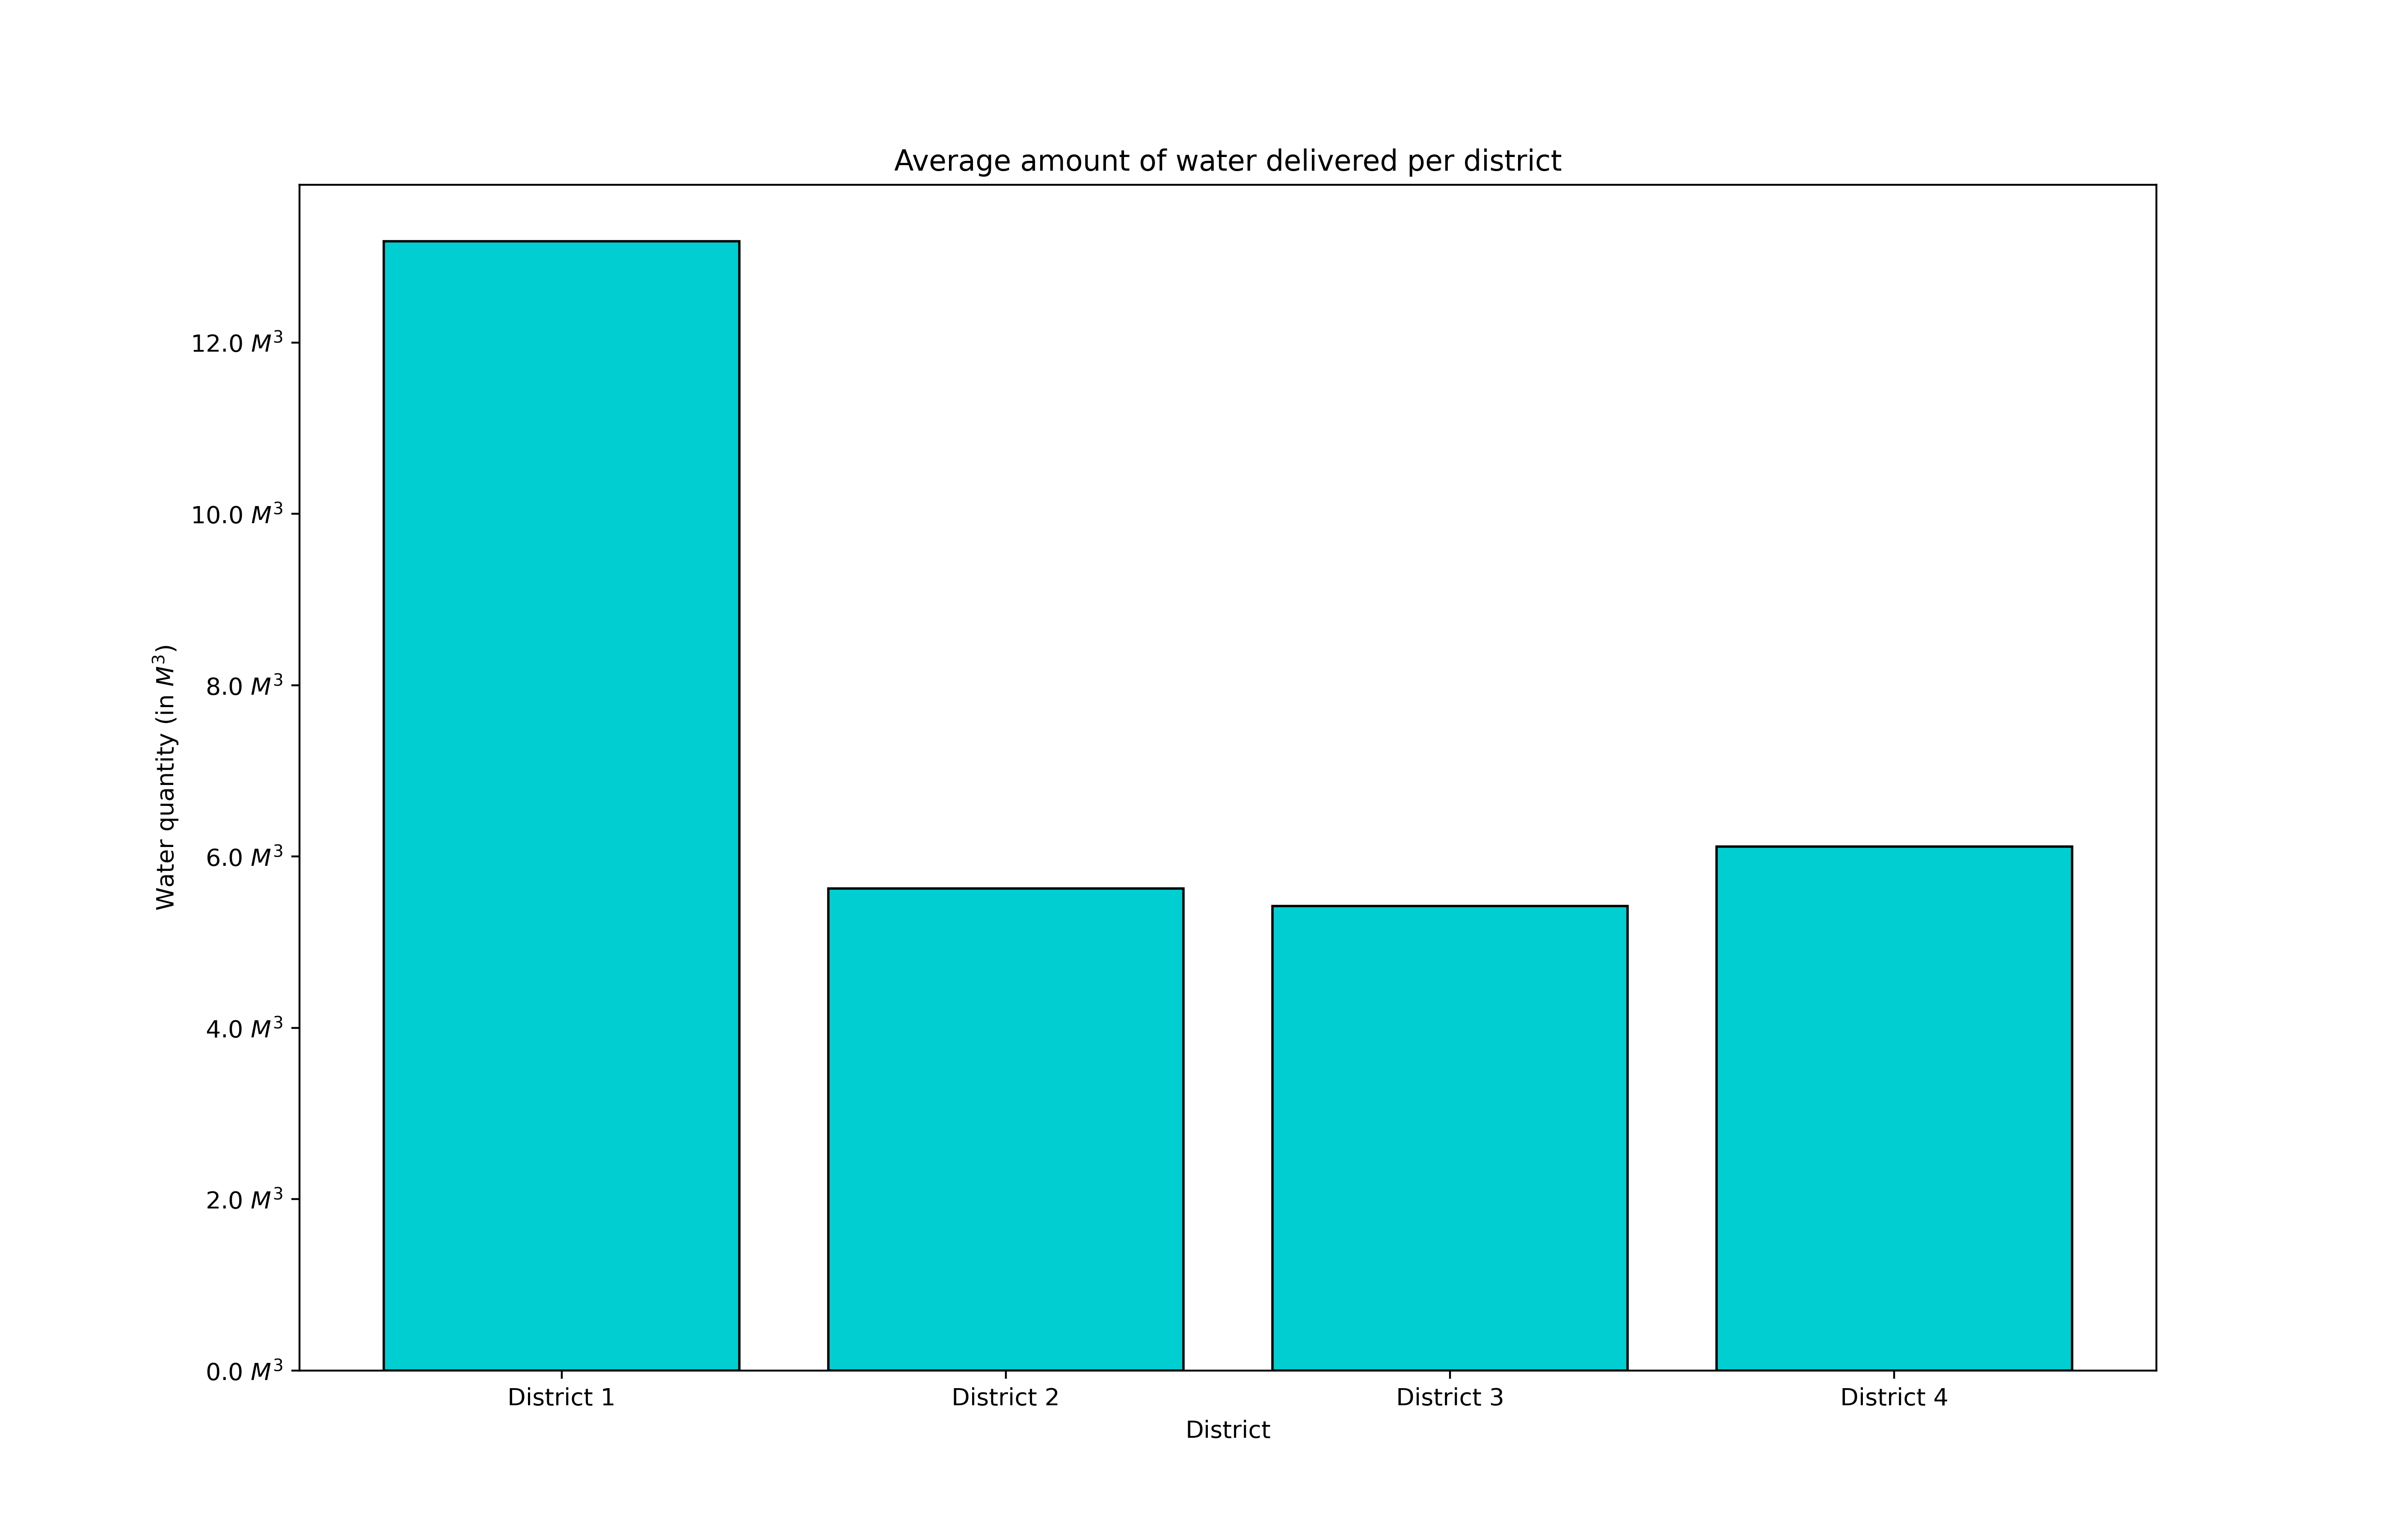 Average amount of water delivered per district
Water quantity (in M³)
12.0 M³
10.0 M³
8.0 M³
6.0 M³
4.0 M³
2.0 M³
0.0 M³
District 1 District 2 District 3 District 4
District